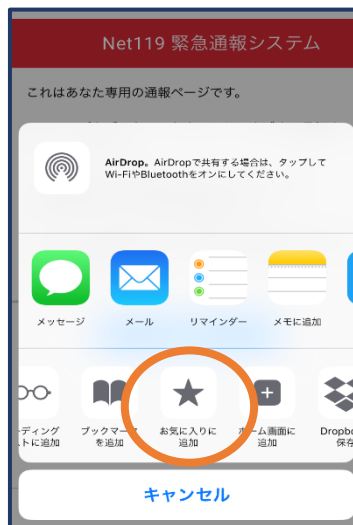 Net119 緊急通報システム
これはあなた専用の通報ページです。
AirDrop。AirDropで共有する場合は、タップして
Wi-FiやBluetoothをオンにしてください。
メッセージ
メール
リマインダー
メモに追加
ーディング
ストに追加
ブックマーク
を追加
お気に入りに
追加
ホーム画面に
追加
Dropbo
保存
キャンセル